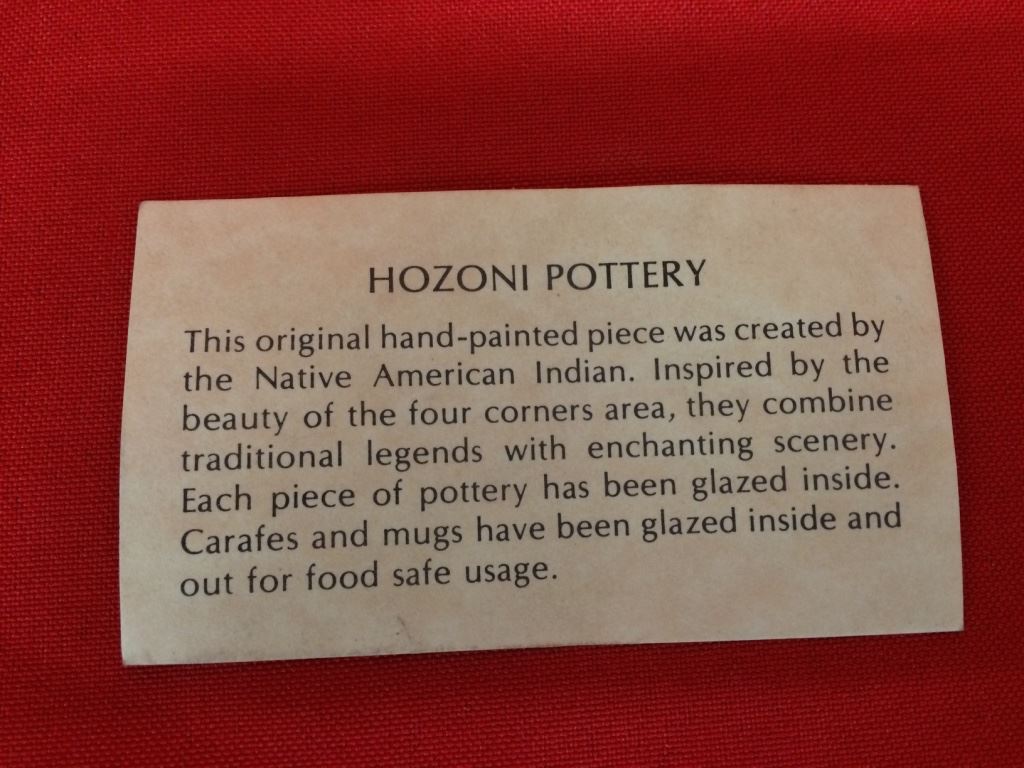 HOZONI POTTERY
This original hand-painted piece was created by
the Native American Indian. Inspired by the
beauty of the four corners area, they combine
traditional legends with enchanting scenery.
Each piece of pottery has been glazed inside.
Carafes and mugs have been glazed inside and
out for food safe usage.